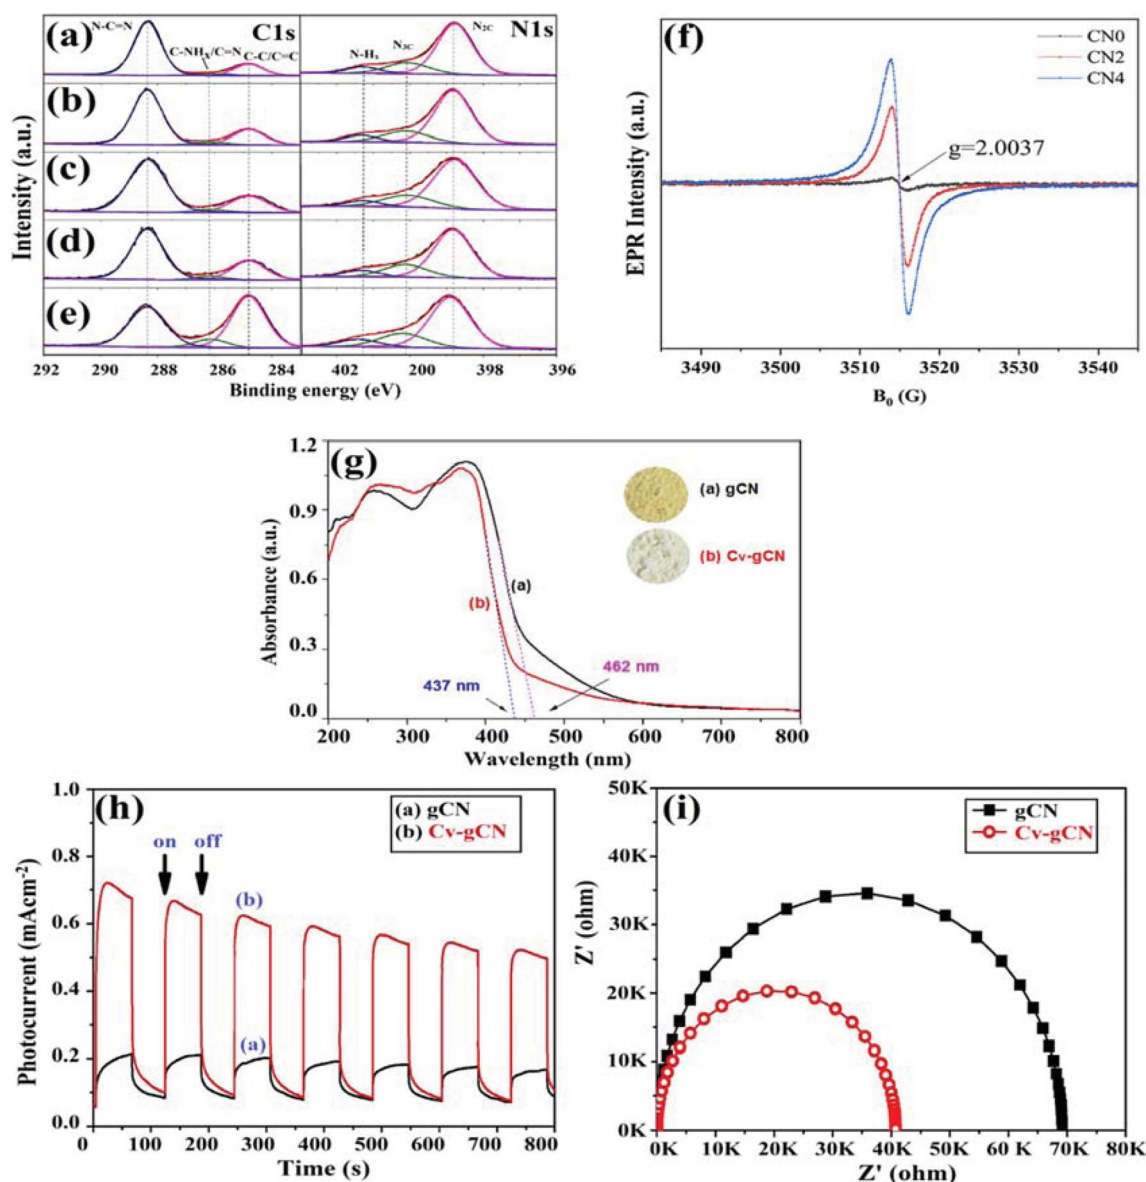 (a)
N-C=N
C1s
C-NHx/C=N
C-C/C=C
N1s
N-Hx
N3C
N2C
(b)
(c)
(d)
(e)
Intensity (a.u.)
292 290 288 286 284 402 400 398 396
Binding energy (eV)
(f)
CN0
CN2
CN4
g=2.0037
EPR Intensity (a.u.)
3490 3500 3510 3520 3530 3540
B0 (G)
(g)
1.2
0.9
0.6
0.3
0.0
Absorbance (a.u.)
(a) gCN
(b) Cv-gCN
(a)
(b)
437 nm
462 nm
200 300 400 500 600 700 800
Wavelength (nm)
(h)
(a) gCN
(b) Cv-gCN
on off
(b)
(a)
1.0
0.8
0.6
0.4
0.2
0.0
Photocurrent (mAcm-2)
0 100 200 300 400 500 600 700 800
Time (s)
(i)
gCN
Cv-gCN
50K
40K
30K
20K
10K
0K
Z' (ohm)
0K 10K 20K 30K 40K 50K 60K 70K 80K
Z' (ohm)